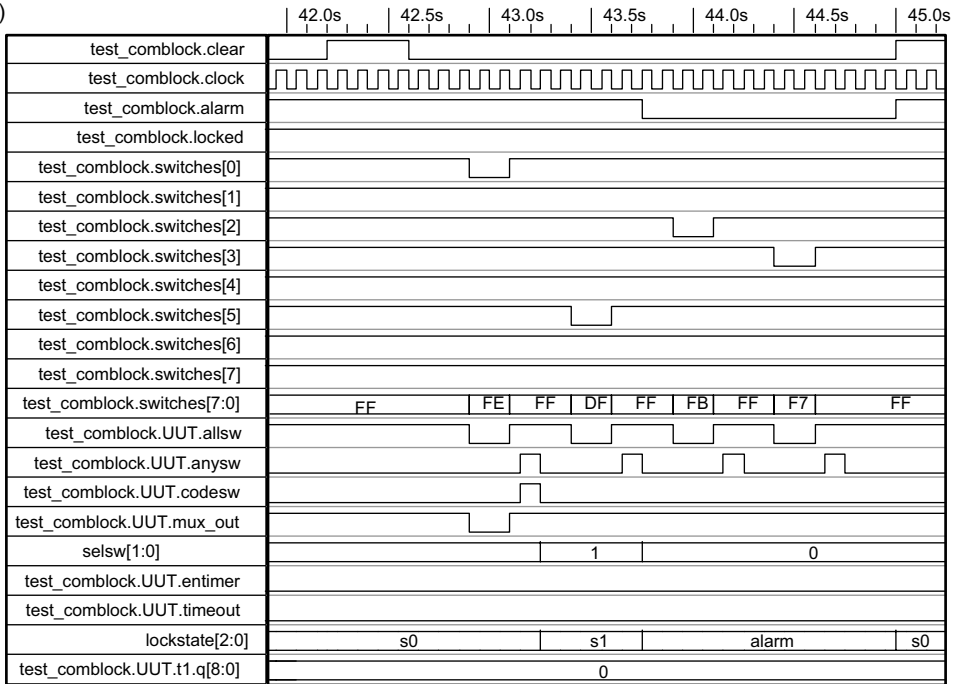 )
42.0s 42.5s 43.0s 43.5s 44.0s 44.5s 45.0s
test_comblock.clear
test_comblock.clock
test_comblock.alarm
test_comblock.locked
test_comblock.switches[0]
test_comblock.switches[1]
test_comblock.switches[2]
test_comblock.switches[3]
test_comblock.switches[4]
test_comblock.switches[5]
test_comblock.switches[6]
test_comblock.switches[7]
test_comblock.switches[7:0] FF FE FF DF FF FB FF F7 FF
test_comblock.UUT.allsw
test_comblock.UUT.anysw
test_comblock.UUT.codesw
test_comblock.UUT.mux_out
selsw[1:0] 1 0
test_comblock.UUT.entimer
test_comblock.UUT.timeout
lockstate[2:0] s0 s1 alarm s0
test_comblock.UUT.t1.q[8:0] 0